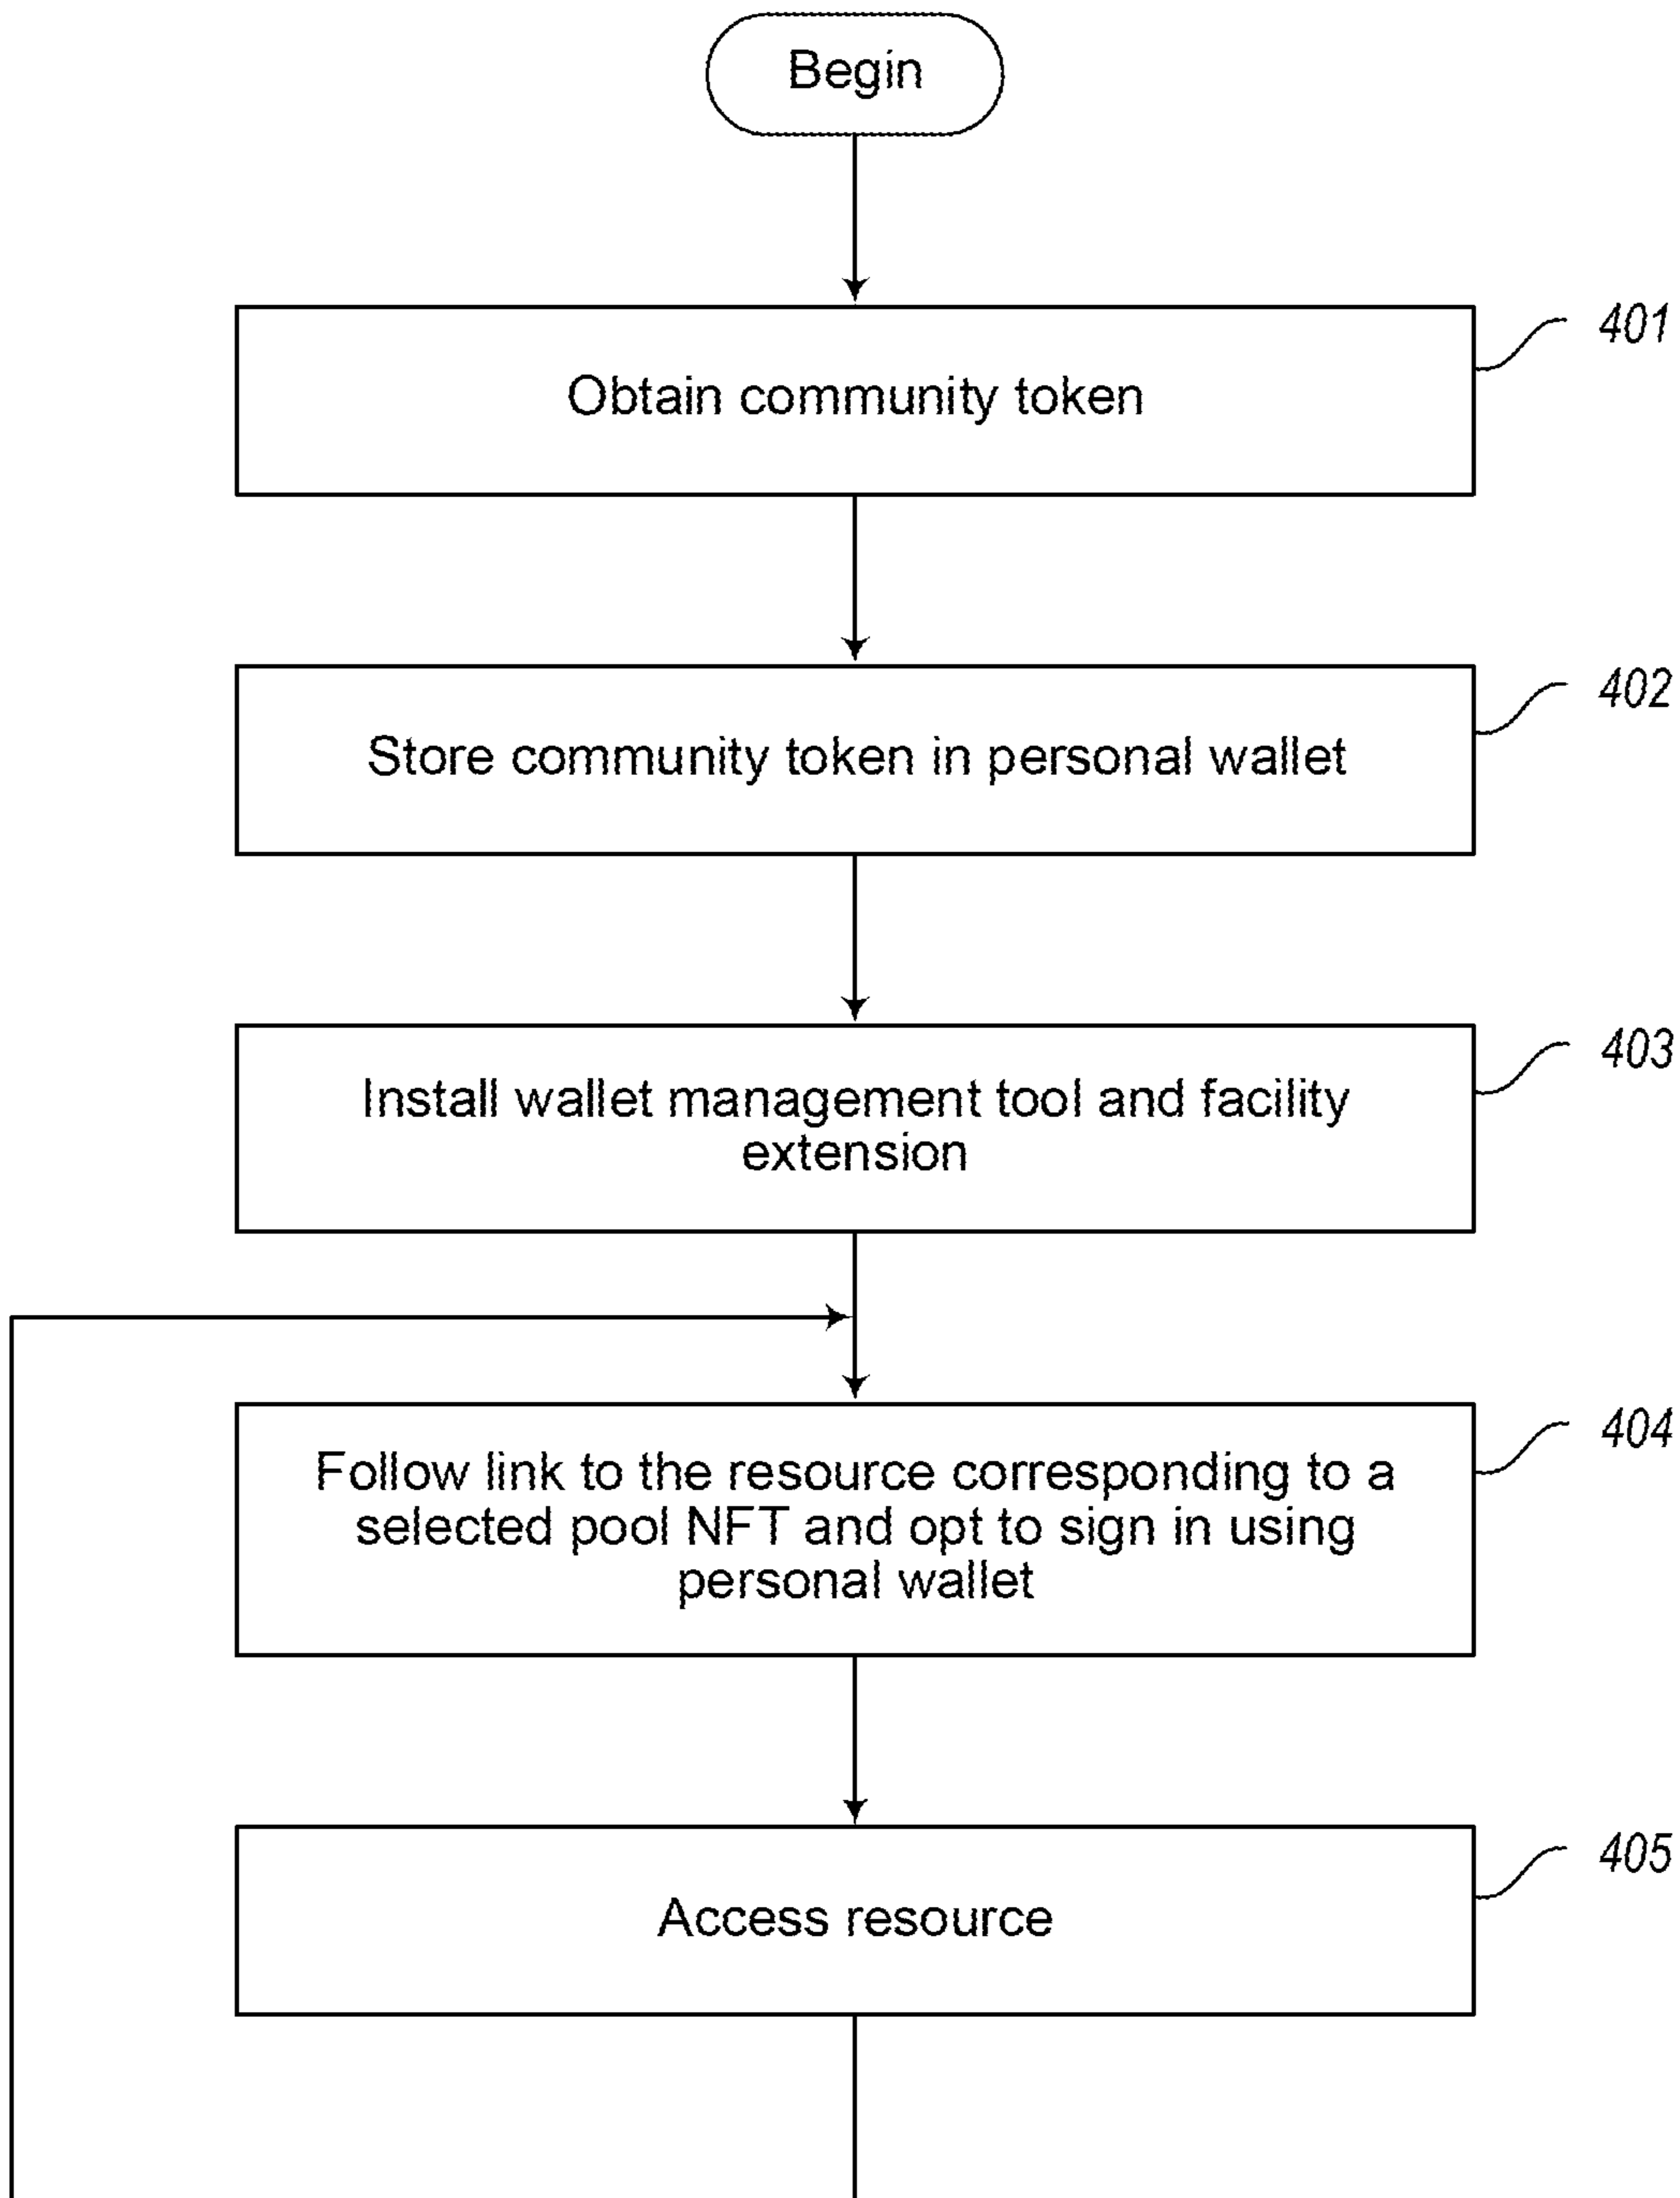 Begin
401
Obtain community token
402
Store community token in personal wallet
403
Install wallet management tool and facility
extension
404
Follow link to the resource corresponding to a
selected pool NFT and opt to sign in using
personal wallet
405
Access resource